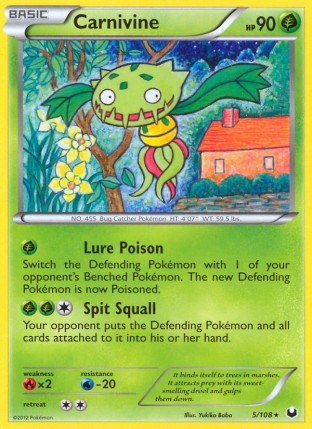 BASIC
Carnivine
HP 90
NO. 455 Bug Catcher Pokémon HT: 4'07" WT: 59.5 lbs.
Lure Poison
Switch the Defending Pokémon with 1 of your
opponent's Benched Pokémon. The new Defending
Pokémon is now Poisoned.
Spit Squall
Your opponent puts the Defending Pokémon and all
cards attached to it into his or her hand.
weakness
×2
resistance
-20
retreat
It binds itself to trees in marshes.
It attracts prey with its sweet-
smelling drool and gulps
them down.
©2012 Pokémon
Illus. Yukiko Baba
5/108 ★